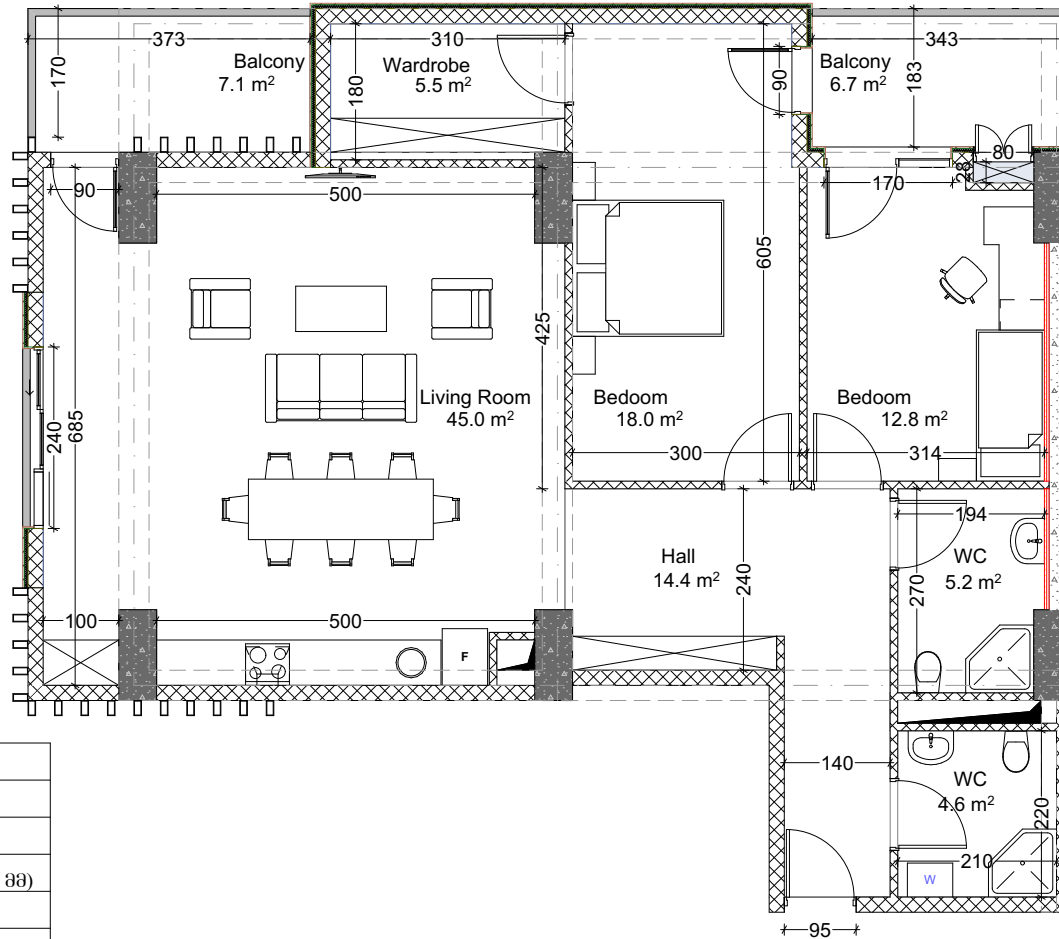 373
Balcony
7.1 m²
170
310
Wardrobe
5.5 m²
180
90
Balcony
6.7 m²
343
183
90
500
170
80
28
605
425
685
240
Living Room
45.0 m²
Bedoom
18.0 m²
300
Bedoom
12.8 m²
314
Hall
14.4 m²
240
194
WC
5.2 m²
270
100
500
F
140
WC
4.6 m²
220
210
W
95
მმ)